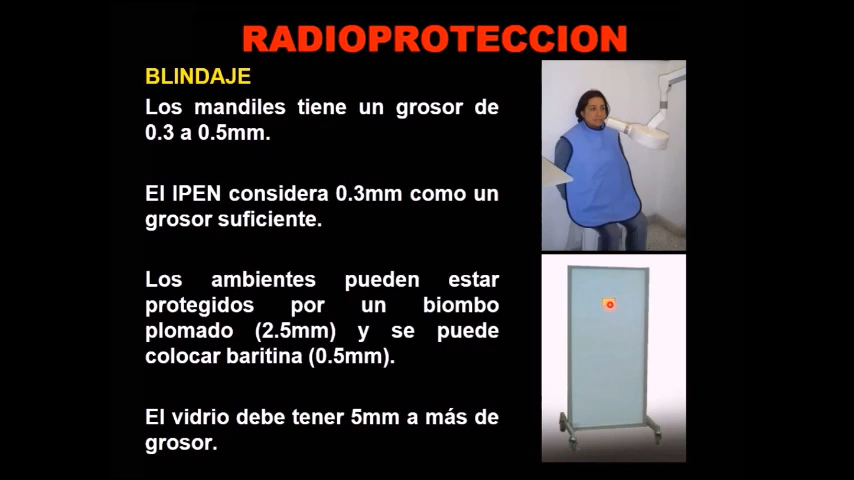 RADIOPROTECCION
BLINDAJE
Los mandiles tiene un grosor de
0.3 a 0.5mm.
El IPEN considera 0.3mm como un
grosor suficiente.
Los ambientes pueden estar
protegidos por un biombo
plomado (2.5mm) y se puede
colocar baritina (0.5mm).
El vidrio debe tener 5mm a más de
grosor.